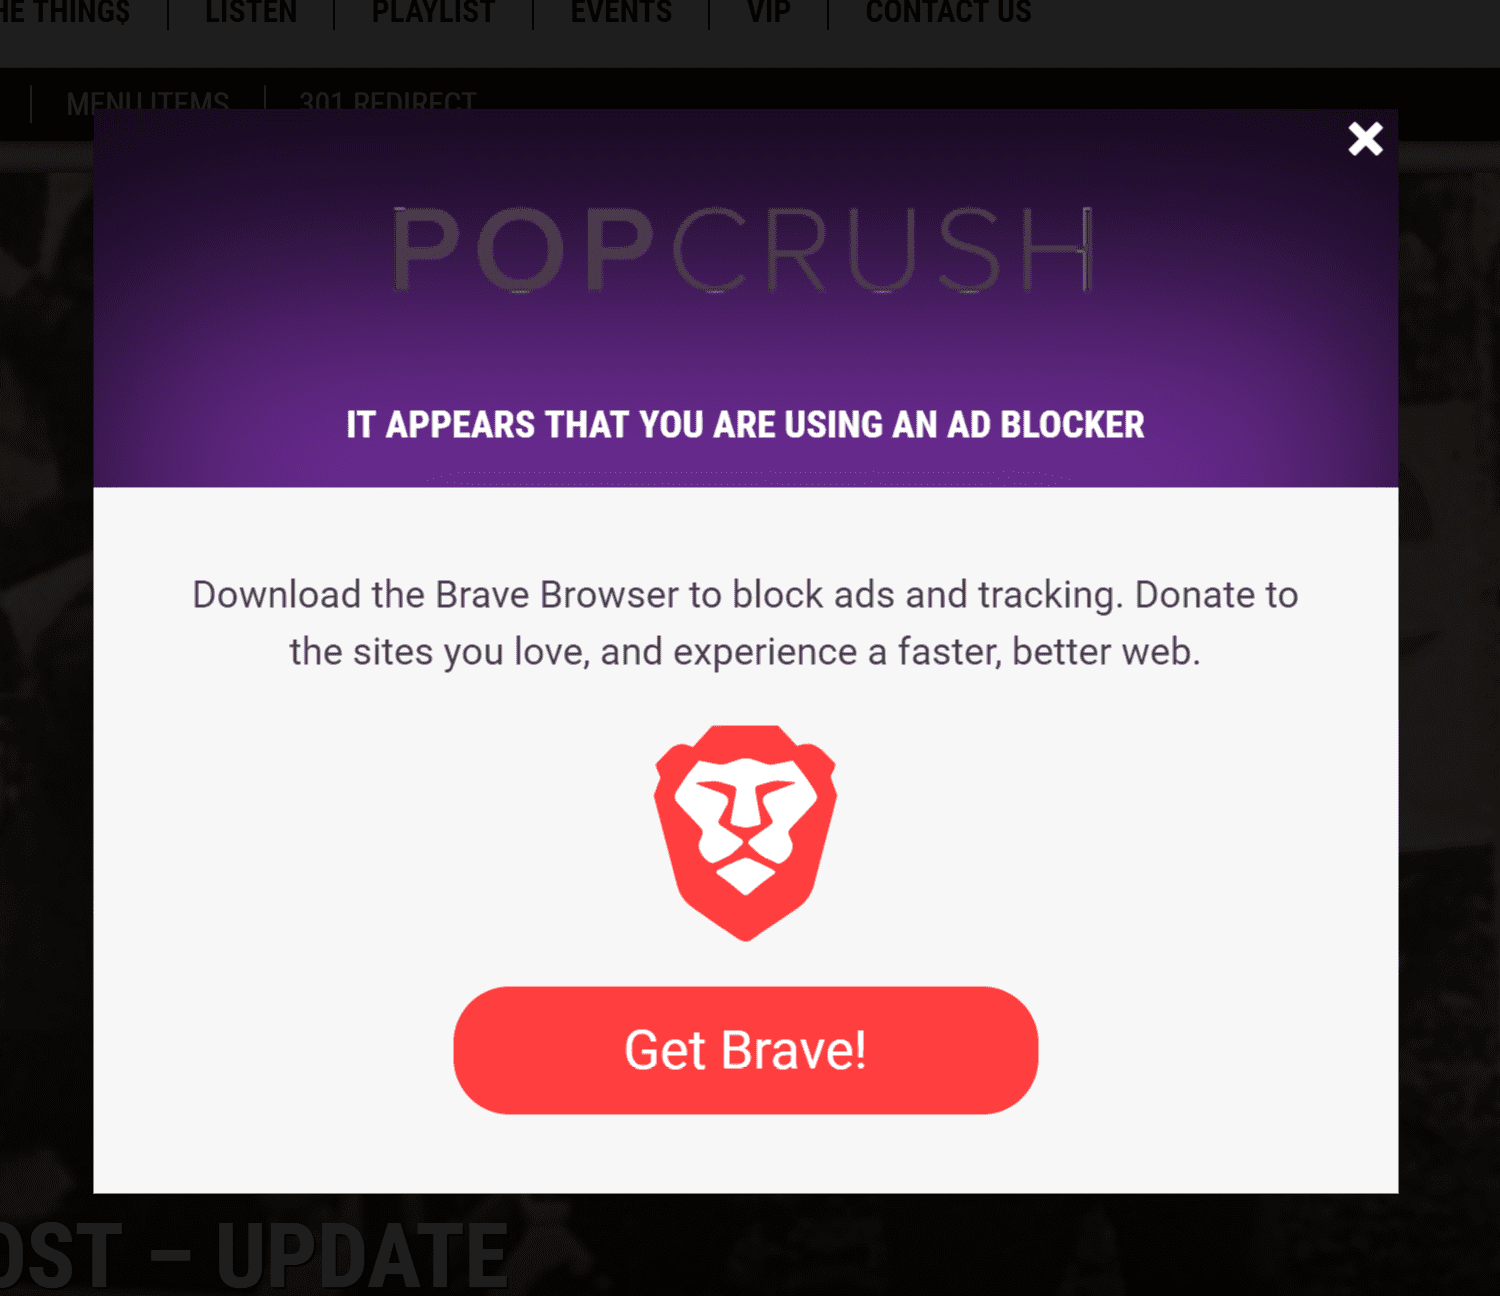 HE THING$ LISTEN PLAYLIST EVENTS VIP CONTACT US
MENU ITEMS 301 REDIRECT
POPCRUSH
IT APPEARS THAT YOU ARE USING AN AD BLOCKER
Download the Brave Browser to block ads and tracking. Donate to
the sites you love, and experience a faster, better web.
Get Brave!
OST – UPDATE